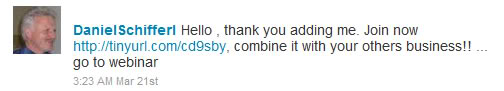 DanielSchifferl Hello , thank you adding me. Join now
http://tinyurl.com/cd9sby, combine it with your others business!! ...
go to webinar
3:23 AM Mar 21st